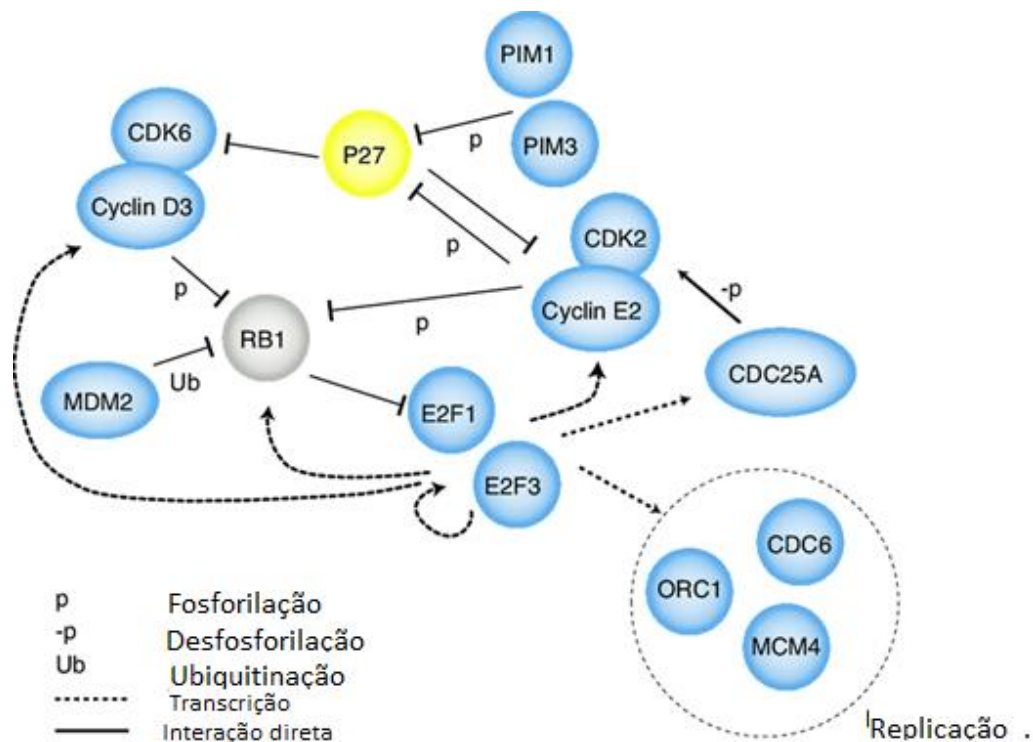 PIM1
CDK6
P27
p
PIM3
Cyclin D3
CDK2
p
-p
p
Cyclin E2
p
RB1
Ub
CDC25A
MDM2
E2F1
E2F3
CDC6
ORC1
MCM4
p Fosforilação
-p Desfosforilação
Ub Ubiquitinação
Transcrição
Interação direta
Replicação .